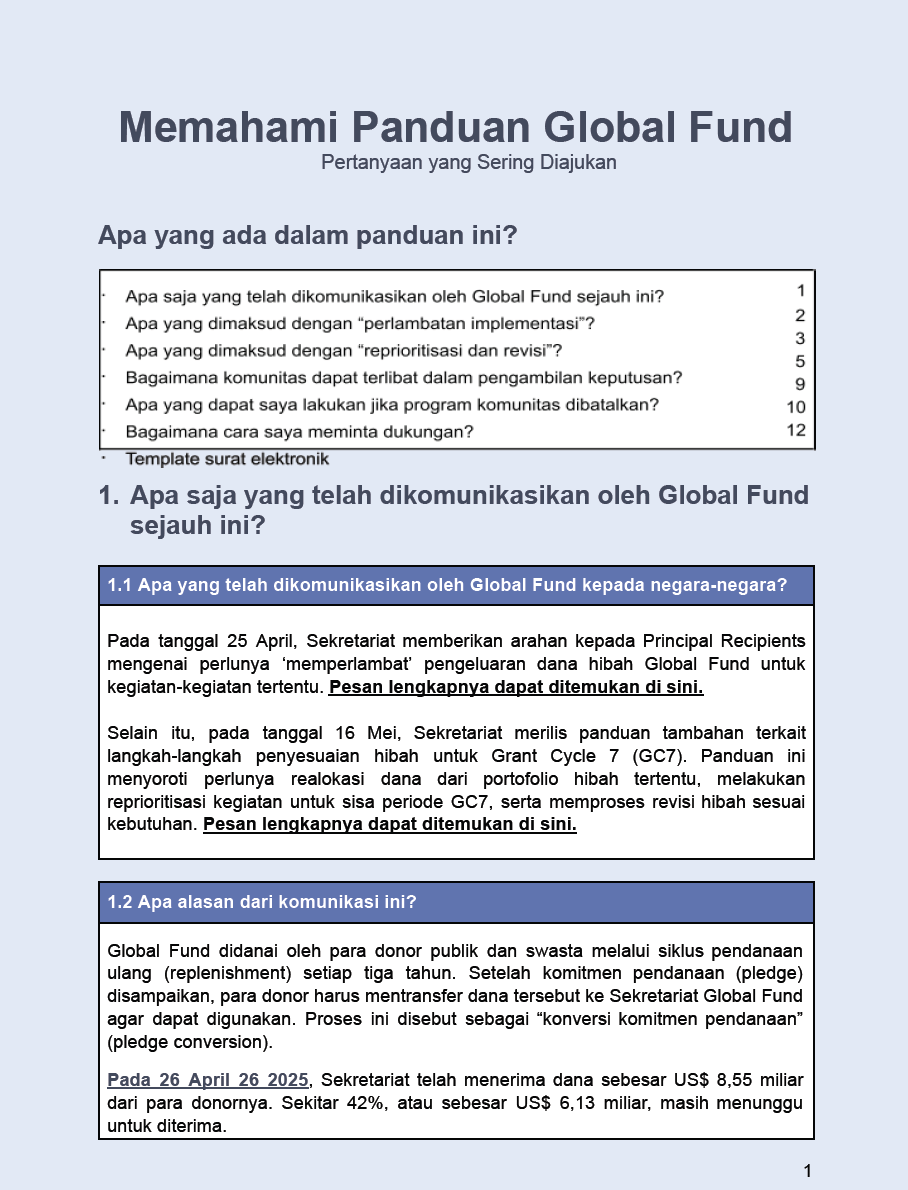 Memahami Panduan Global Fund
Pertanyaan yang Sering Diajukan
Apa yang ada dalam panduan ini?
· Apa saja yang telah dikomunikasikan oleh Global Fund sejauh ini? 1
· Apa yang dimaksud dengan “perlambatan implementasi”? 2
· Apa yang dimaksud dengan “reprioritisasi dan revisi”? 3
· Bagaimana komunitas dapat terlibat dalam pengambilan keputusan? 5
· Apa yang dapat saya lakukan jika program komunitas dibatalkan? 9
· Bagaimana cara saya meminta dukungan? 10
· Template surat elektronik 12
1. Apa saja yang telah dikomunikasikan oleh Global Fund
sejauh ini?
1.1 Apa yang telah dikomunikasikan oleh Global Fund kepada negara-negara?
Pada tanggal 25 April, Sekretariat memberikan arahan kepada Principal Recipients
mengenai perlunya ‘memperlambat’ pengeluaran dana hibah Global Fund untuk
kegiatan-kegiatan tertentu. Pesan lengkapnya dapat ditemukan di sini.
Selain itu, pada tanggal 16 Mei, Sekretariat merilis panduan tambahan terkait
langkah-langkah penyesuaian hibah untuk Grant Cycle 7 (GC7). Panduan ini
menyoroti perlunya realokasi dana dari portofolio hibah tertentu, melakukan
reprioritisasi kegiatan untuk sisa periode GC7, serta memproses revisi hibah sesuai
kebutuhan. Pesan lengkapnya dapat ditemukan di sini.
1.2 Apa alasan dari komunikasi ini?
Global Fund didanai oleh para donor publik dan swasta melalui siklus pendanaan
ulang (replenishment) setiap tiga tahun. Setelah komitmen pendanaan (pledge)
disampaikan, para donor harus mentransfer dana tersebut ke Sekretariat Global Fund
agar dapat digunakan. Proses ini disebut sebagai “konversi komitmen pendanaan”
(pledge conversion).
Pada 26 April 26 2025, Sekretariat telah menerima dana sebesar US$ 8,55 miliar
dari para donornya. Sekitar 42%, atau sebesar US$ 6,13 miliar, masih menunggu
untuk diterima.
1